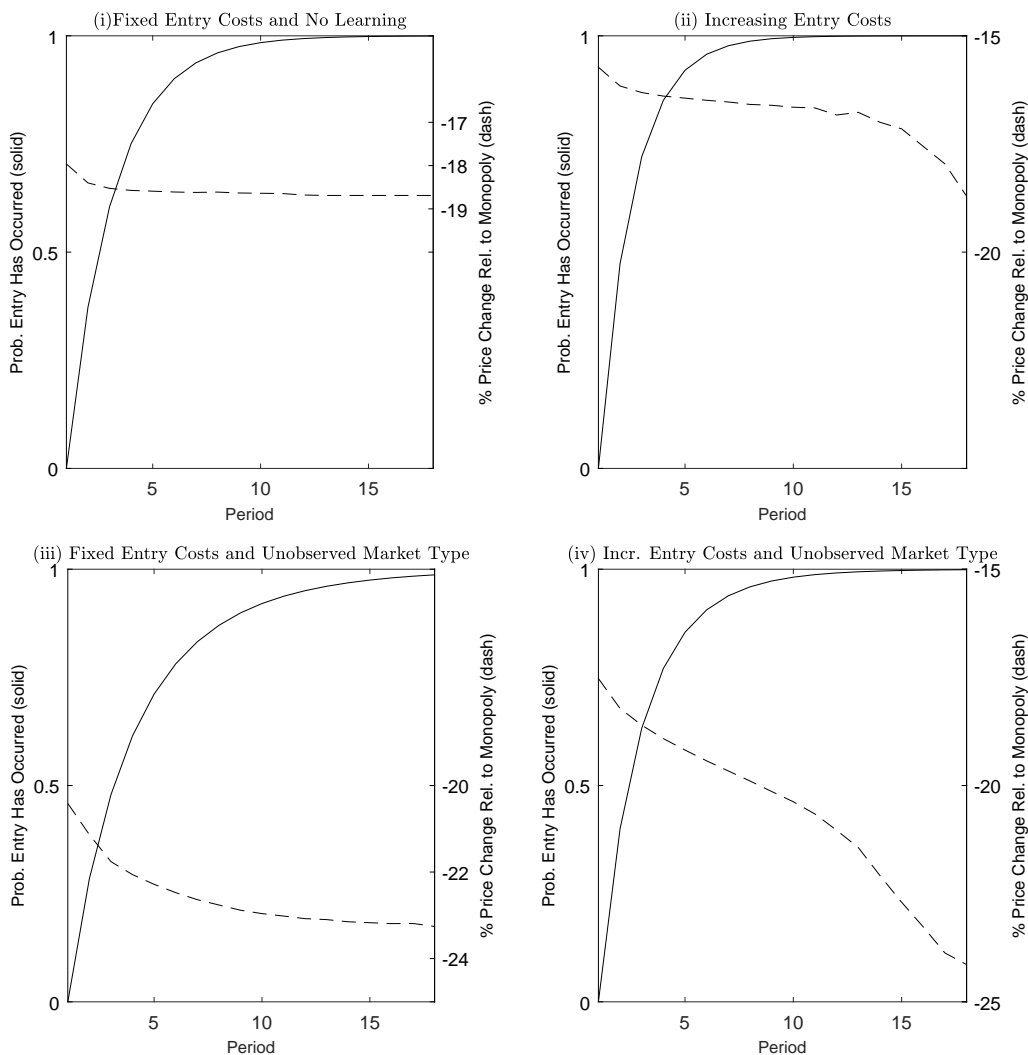 (i)Fixed Entry Costs and No Learning
1
0.5
0
Prob. Entry Has Occurred (solid)
5
10
15
Period
-17
-18
-19
% Price Change Rel. to Monopoly (dash)
(ii) Increasing Entry Costs
1
0.5
0
Prob. Entry Has Occurred (solid)
5
10
15
Period
-15
-20
% Price Change Rel. to Monopoly (dash)
(iii) Fixed Entry Costs and Unobserved Market Type
1
0.5
0
Prob. Entry Has Occurred (solid)
5
10
15
Period
-20
-22
-24
% Price Change Rel. to Monopoly (dash)
(iv) Incr. Entry Costs and Unobserved Market Type
1
0.5
0
Prob. Entry Has Occurred (solid)
5
10
15
Period
-15
-20
-25
% Price Change Rel. to Monopoly (dash)